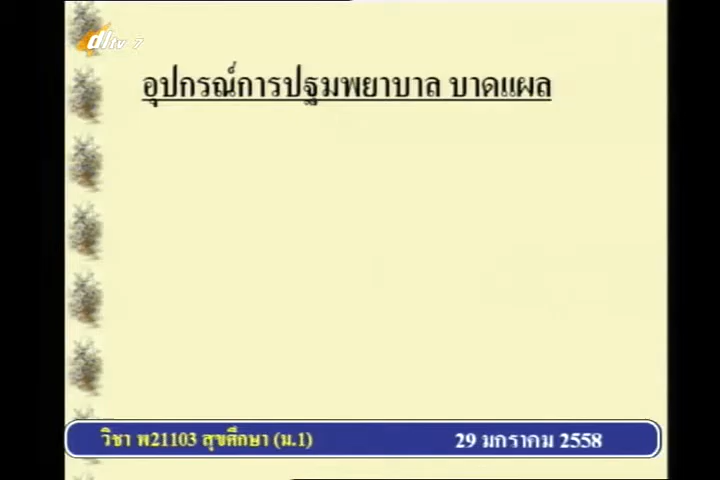 dltv 7
อุปกรณ์การปฐมพยาบาล บาดแผล
วิชา พ21103 สุขศึกษา (ม.1)
29 มกราคม 2558